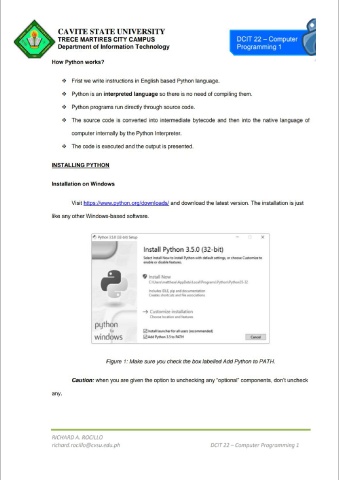 CAVITE STATE UNIVERSITY
TRECE MARTIRES CITY CAMPUS
Department of Information Technology
DCIT 22 – Computer
Programming 1
How Python works?
❖ Frist we write instructions in English based Python language.
❖ Python is an interpreted language so there is no need of compiling them.
❖ Python programs run directly through source code.
❖ The source code is converted into intermediate bytecode and then into the native language of
computer internally by the Python Interpreter.
❖ The code is executed and the output is presented.
INSTALLING PYTHON
Installation on Windows
Visit https://www.python.org/downloads/ and download the latest version. The installation is just
like any other Windows-based software.
Install Python 3.5.0 (32-bit)
Select Install Now to install Python with default settings, or choose Customize to
enable or disable features.
Install Now
Includes IDLE, pip and documentation
Creates shortcuts and file associations
Customize installation
Choose location and features
Install launcher for all users (recommended)
Add Python 3.5 to PATH
Cancel
python
for
windows
Figure 1: Make sure you check the box labelled Add Python to PATH.
Caution: when you are given the option to unchecking any "optional" components, don't uncheck
any.
RICHARD A. ROCILLO
richard.rocillo@cvsu.edu.ph
DCIT 22 – Computer Programming 1